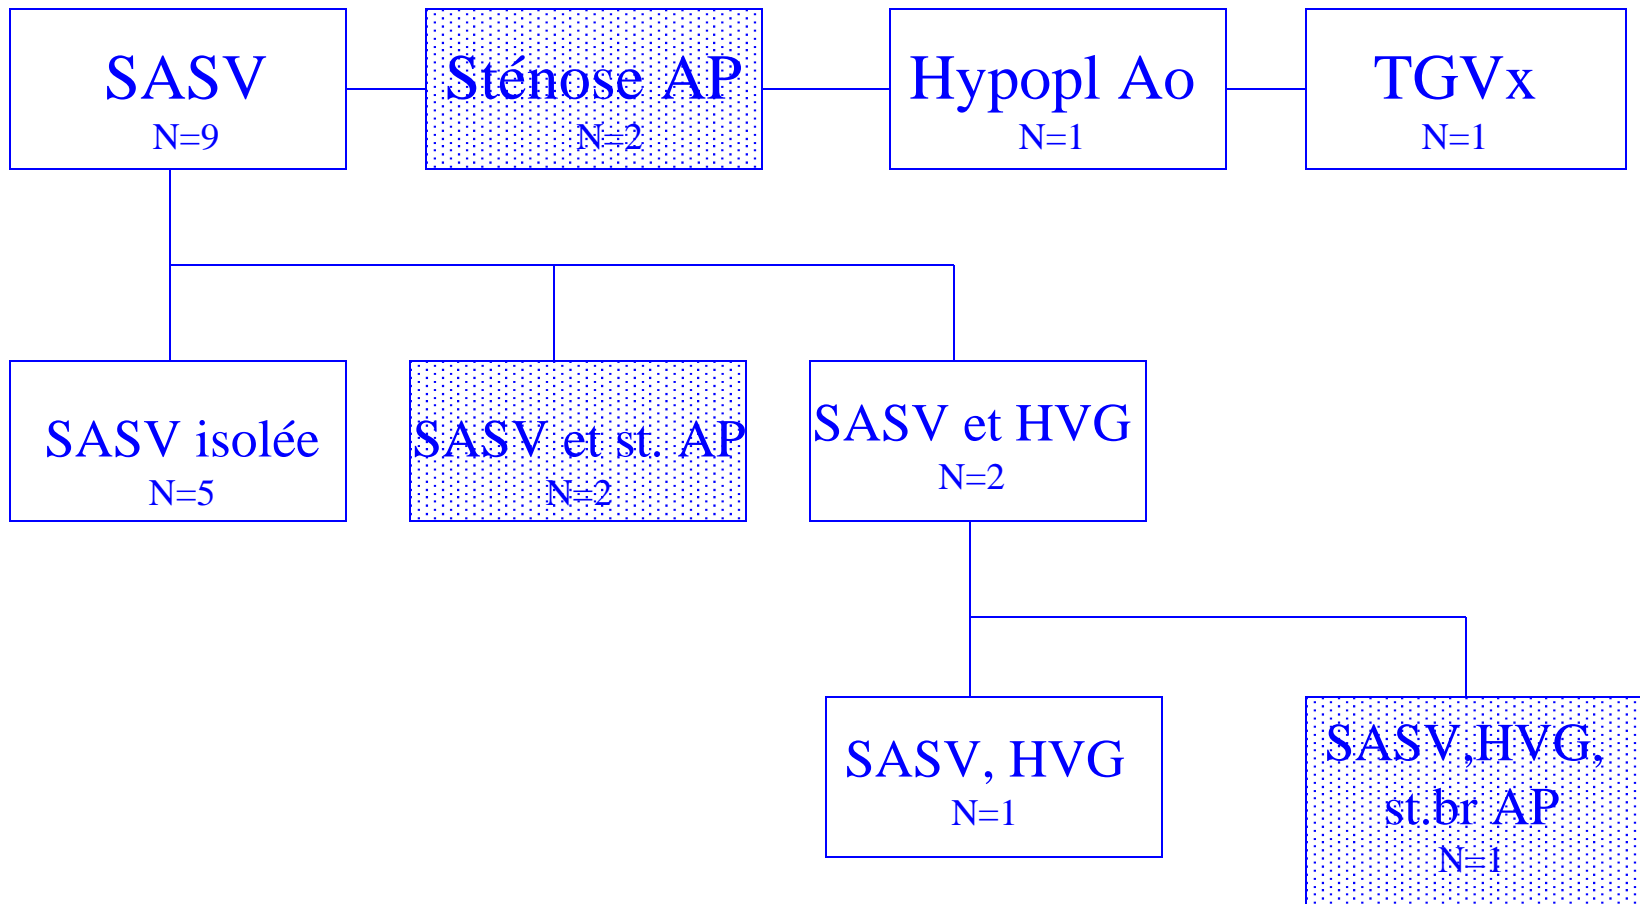 SASV
N=9
Sténose AP
N=2
Hypopl Ao
N=1
TGVx
N=1
SASV isolée
N=5
SASV et st. AP
N=2
SASV et HVG
N=2
SASV, HVG
N=1
SASV,HVG,
st.br AP
N=1